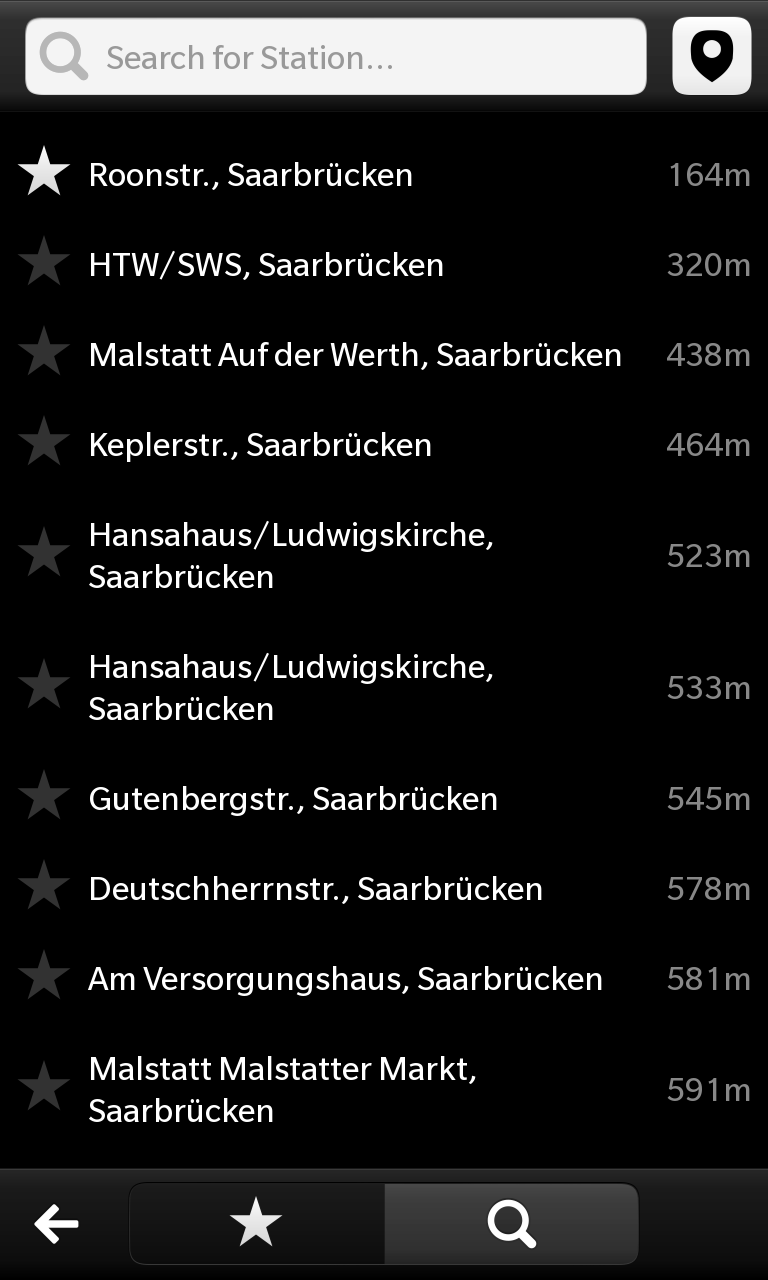 Search for Station...
Roonstr., Saarbrücken 164m
HTW/SWS, Saarbrücken 320m
Malstatt Auf der Werth, Saarbrücken 438m
Keplerstr., Saarbrücken 464m
Hansahaus/Ludwigskirche,
Saarbrücken 523m
Hansahaus/Ludwigskirche,
Saarbrücken 533m
Gutenbergstr., Saarbrücken 545m
Deutschherrnstr., Saarbrücken 578m
Am Versorgungshaus, Saarbrücken 581m
Malstatt Malstatter Markt,
Saarbrücken 591m